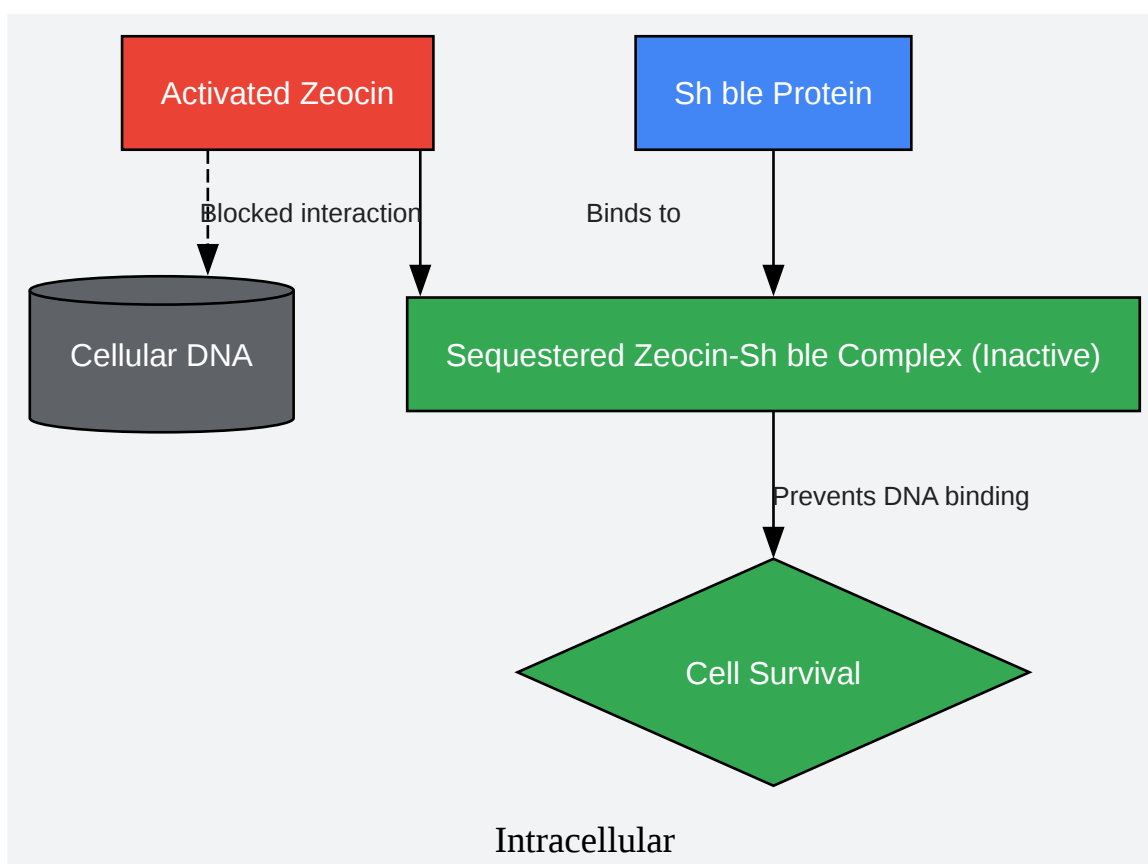 Activated Zeocin
Sh ble Protein
Blocked interaction
Binds to
Cellular DNA
Sequestered Zeocin-Sh ble Complex (Inactive)
Prevents DNA binding
Cell Survival
Intracellular